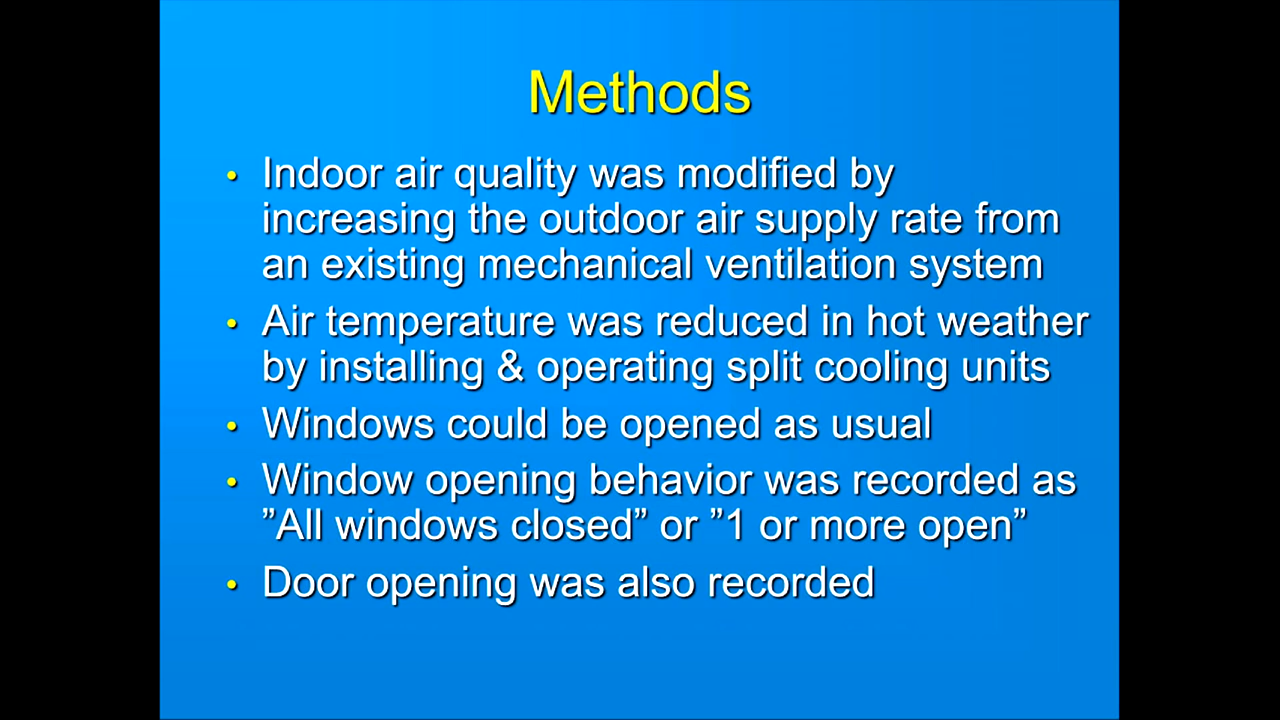 Methods
• Indoor air quality was modified by
increasing the outdoor air supply rate from
an existing mechanical ventilation system
• Air temperature was reduced in hot weather
by installing & operating split cooling units
• Windows could be opened as usual
• Window opening behavior was recorded as
”All windows closed” or ”1 or more open”
• Door opening was also recorded